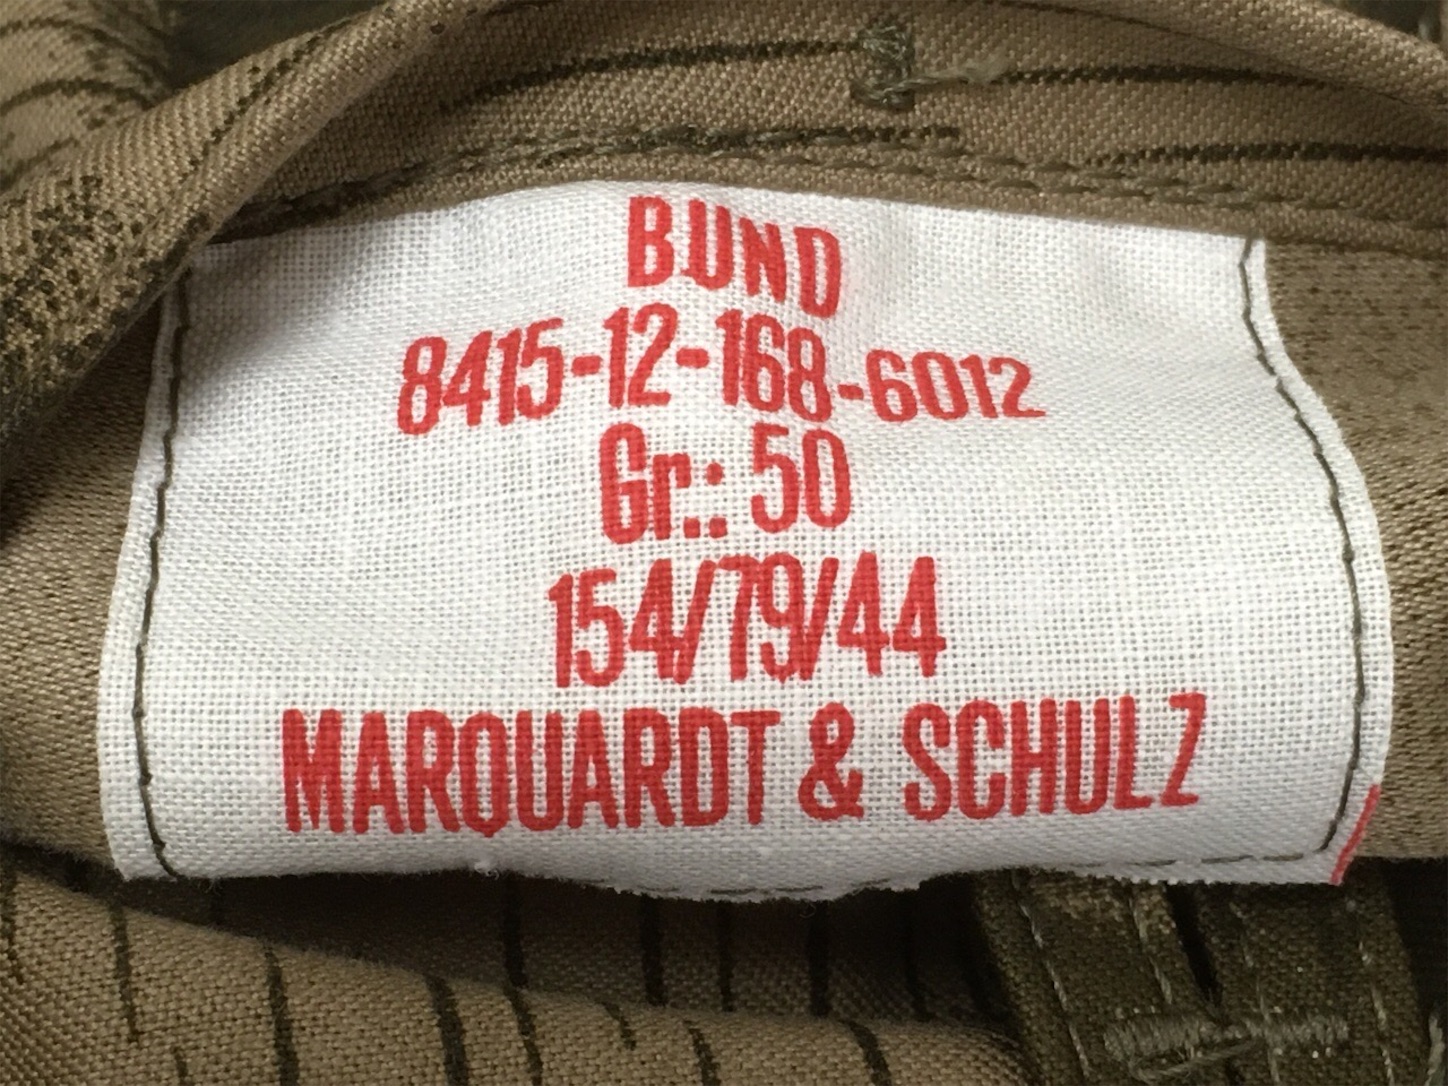 BUND
8415-12-168-6012
Gr.: 50
154/79/44
MARQUARDT & SCHULZ